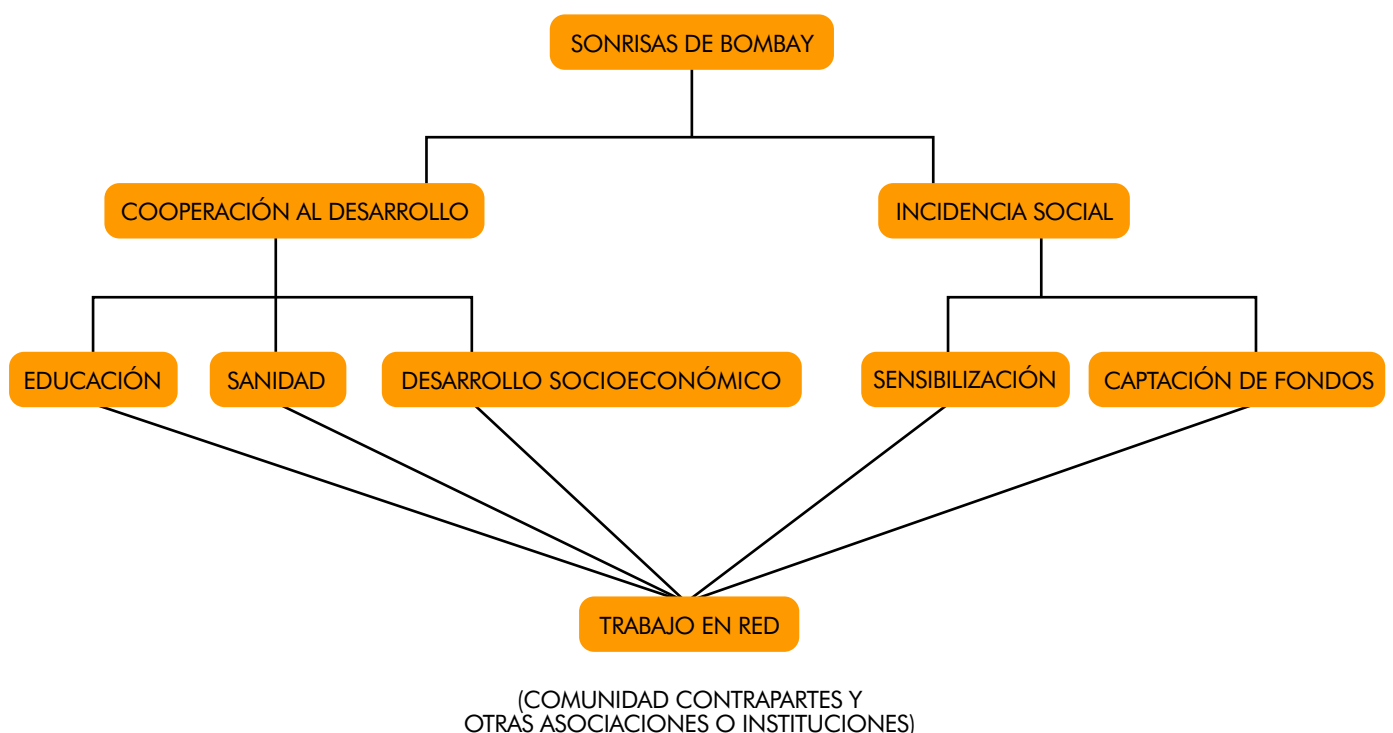 SONRISAS DE BOMBAY
COOPERACIÓN AL DESARROLLO
INCIDENCIA SOCIAL
EDUCACIÓN
SANIDAD
DESARROLLO SOCIOECONÓMICO
SENSIBILIZACIÓN
CAPTACIÓN DE FONDOS
TRABAJO EN RED
(COMUNIDAD CONTRAPARTES Y
OTRAS ASOCIACIONES O INSTITUCIONES)